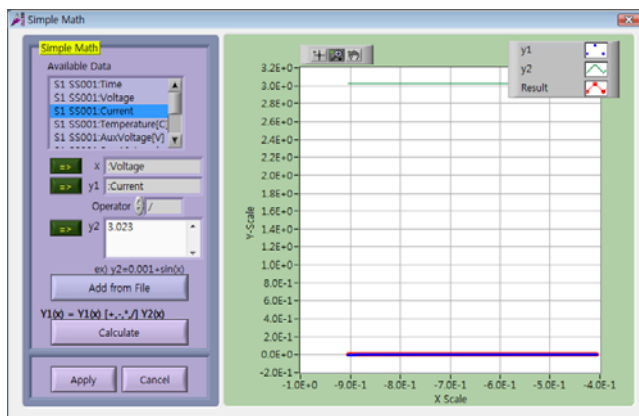 Simple Math
Simple Math
Available Data
S1 SS001:Time
S1 SS001:Voltage
S1 SS001:Current
S1 SS001:Temperature[C]
S1 SS001:AuxVoltage[V]
=> x :Voltage
=> y1 :Current
Operator /
=> y2 3.023
ex) y2=0.001+sin(x)
Add from File
Y1(x) = Y1(x) [+,-,*,/] Y2(x)
Calculate
Apply Cancel
y1
y2
Result
3.2E+0
3.0E+0
2.8E+0
2.6E+0
2.4E+0
2.2E+0
2.0E+0
1.8E+0
1.6E+0
1.4E+0
1.2E+0
1.0E+0
8.0E-1
6.0E-1
4.0E-1
2.0E-1
0.0E+0
-2.0E-1
Y-Scale
-1.0E+0 -9.0E-1 -8.0E-1 -7.0E-1 -6.0E-1 -5.0E-1 -4.0E-1
X Scale